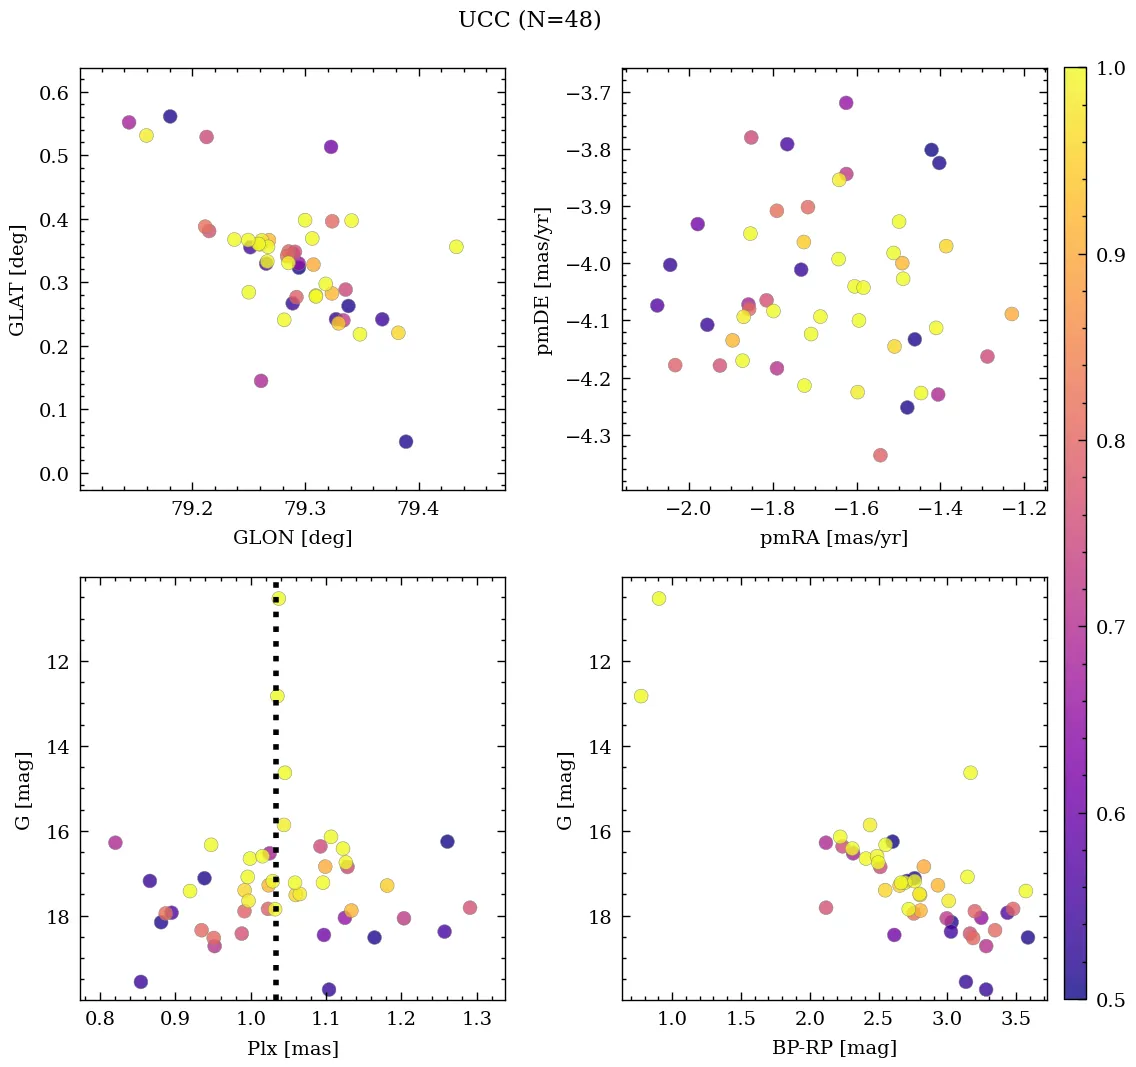 UCC (N=48)
0.6
0.5
0.4
0.3
0.2
0.1
0.0
GLAT [deg]
79.2 79.3 79.4
GLON [deg]
−3.7
−3.8
−3.9
−4.0
−4.1
−4.2
−4.3
pmDE [mas/yr]
−2.0 −1.8 −1.6 −1.4 −1.2
pmRA [mas/yr]
12
14
16
18
G [mag]
0.8 0.9 1.0 1.1 1.2 1.3
Plx [mas]
12
14
16
18
G [mag]
1.0 1.5 2.0 2.5 3.0 3.5
BP-RP [mag]
1.0
0.9
0.8
0.7
0.6
0.5